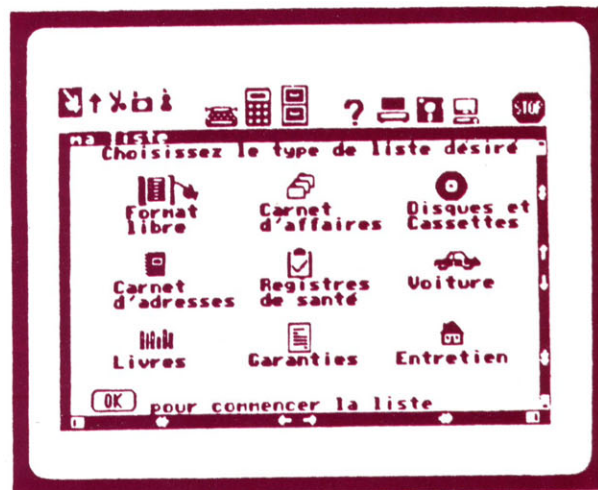 ?
STOP
ma liste
Choisissez le type de liste désiré
Format libre
Carnet d'affaires
Disques et Cassettes
Carnet d'adresses
Registres de santé
Voiture
Livres
Garanties
Entretien
OK pour commencer la liste